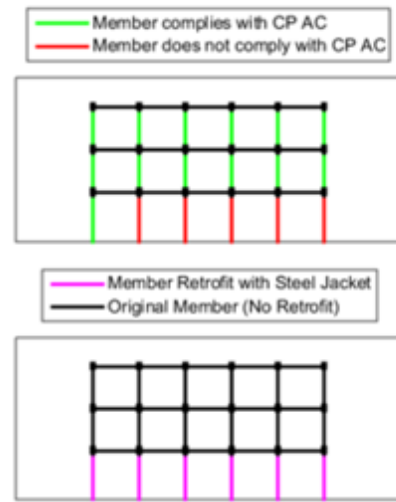 Member complies with CP AC
Member does not comply with CP AC
Member Retrofit with Steel Jacket
Original Member (No Retrofit)